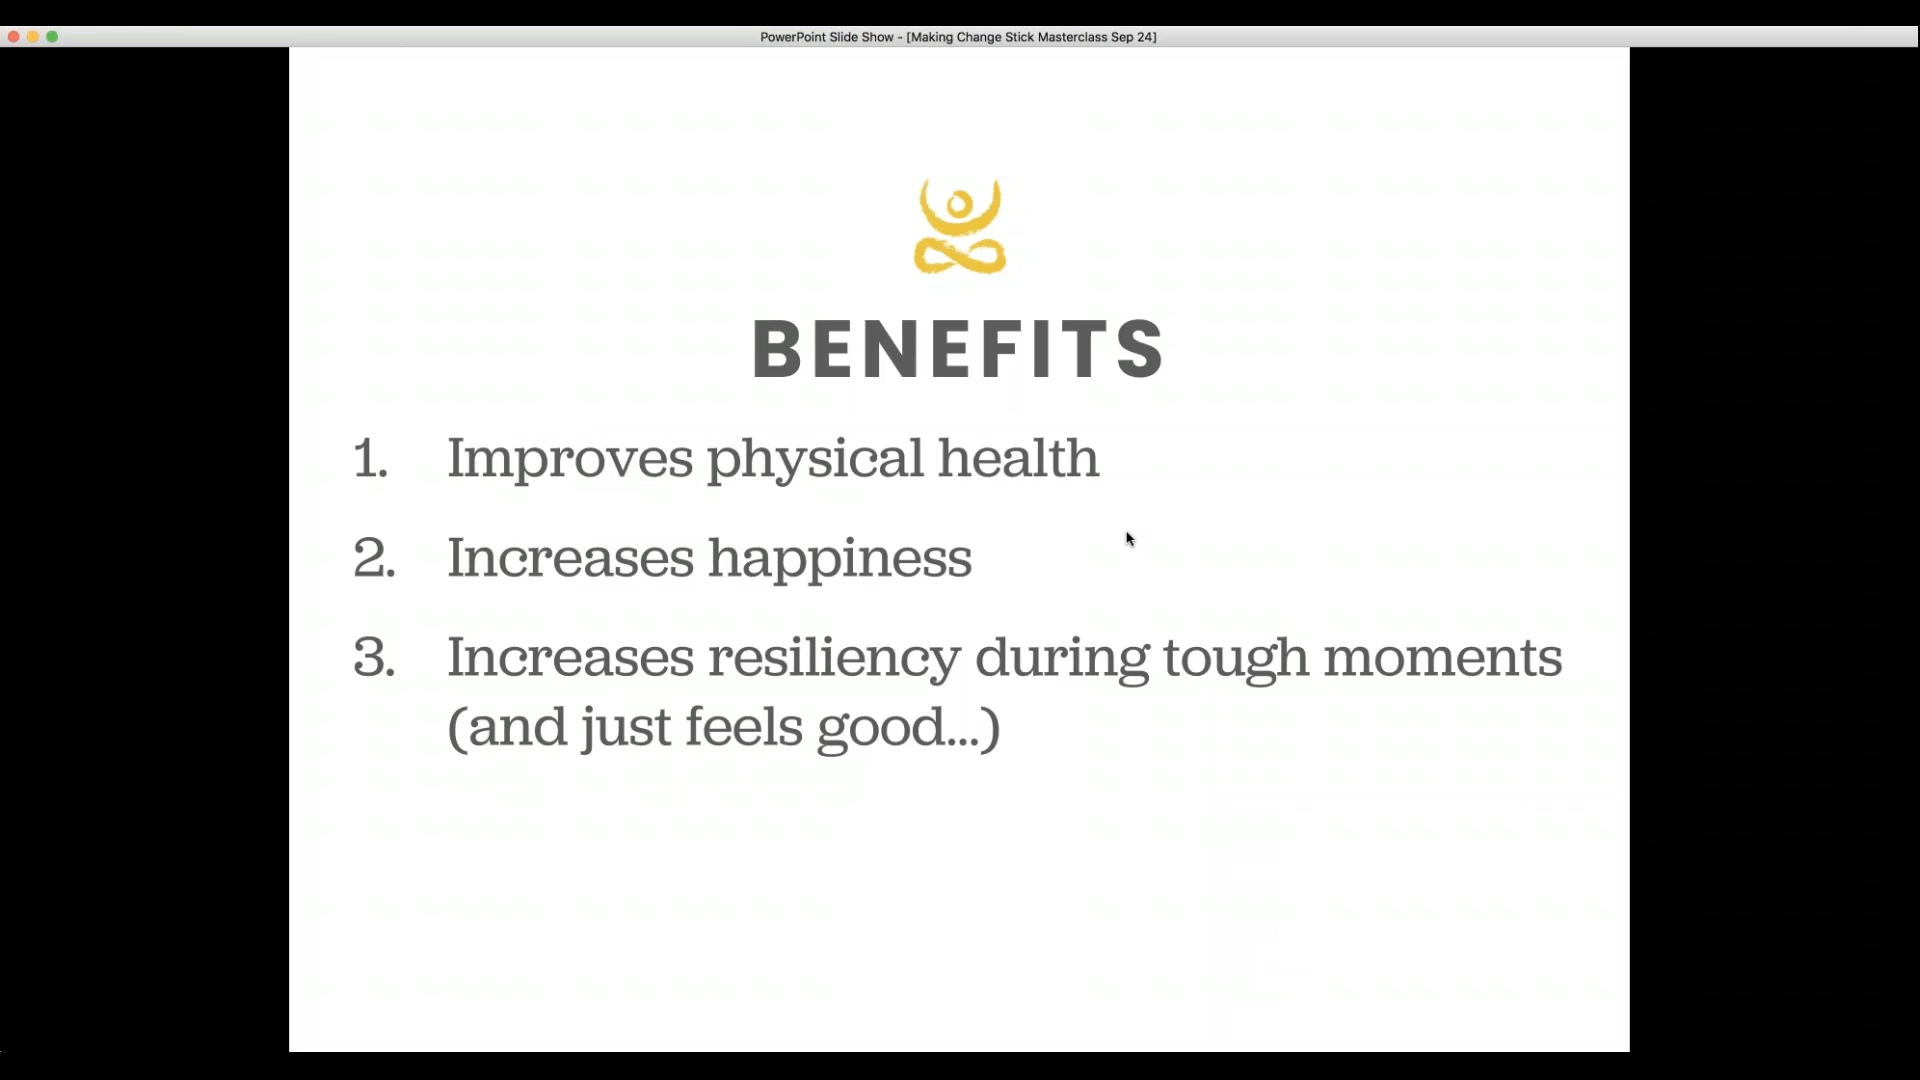 PowerPoint Slide Show - [Making Change Stick Masterclass Sep 24]
BENEFITS
1. Improves physical health
2. Increases happiness
3. Increases resiliency during tough moments
(and just feels good...)